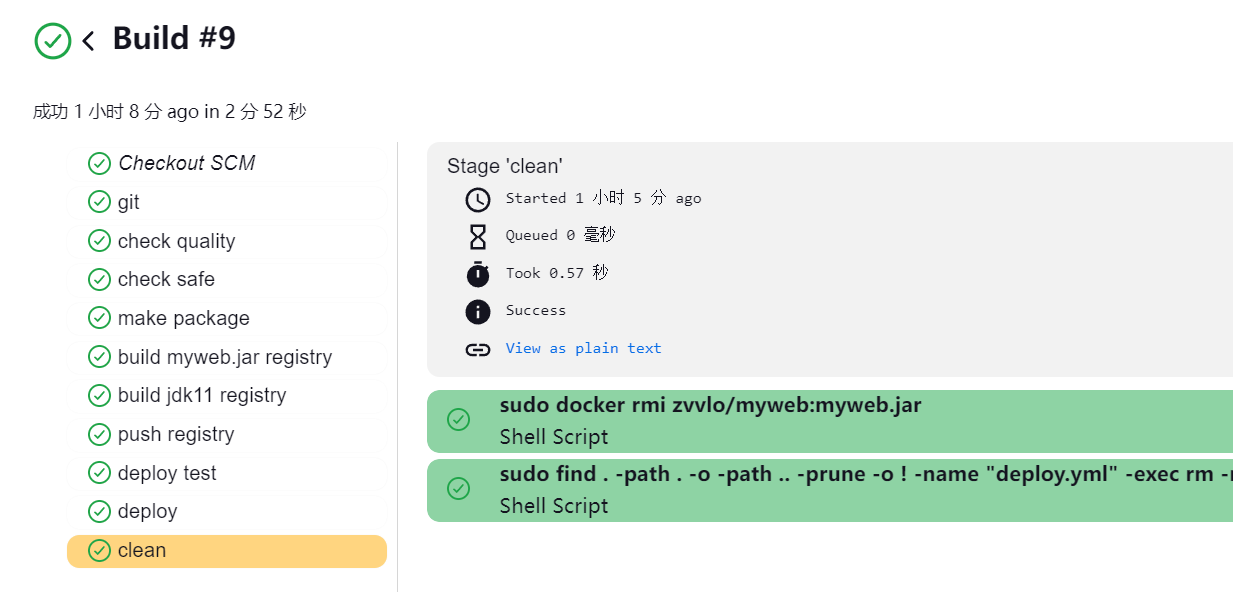 Build #9
成功 1 小时 8 分 ago in 2 分 52 秒
Checkout SCM
git
check quality
check safe
make package
build myweb.jar registry
build jdk11 registry
push registry
deploy test
deploy
clean
Stage 'clean'
Started 1 小时 5 分 ago
Queued 0 毫秒
Took 0.57 秒
Success
View as plain text
sudo docker rmi zvvlo/myweb:myweb.jar
Shell Script
sudo find . -path . -o -path .. -prune -o ! -name "deploy.yml" -exec rm -
Shell Script